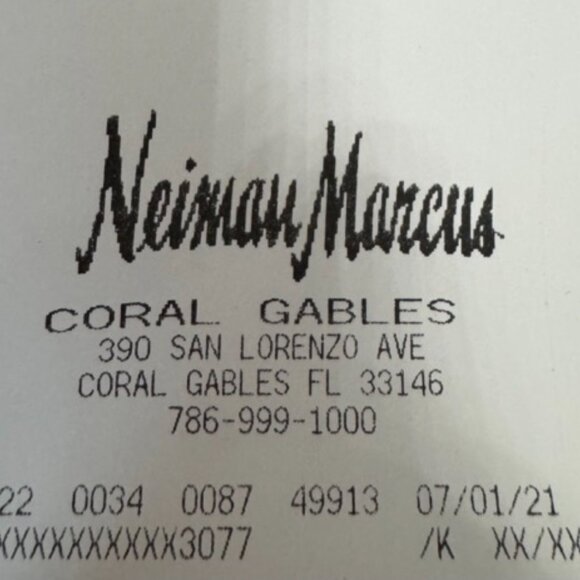 Neiman Marcus
CORAL GABLES
390 SAN LORENZO AVE
CORAL GABLES FL 33146
786-999-1000
22 0034 0087 49913 07/01/21
XXXXXXXXXX3077 /K XX/XX